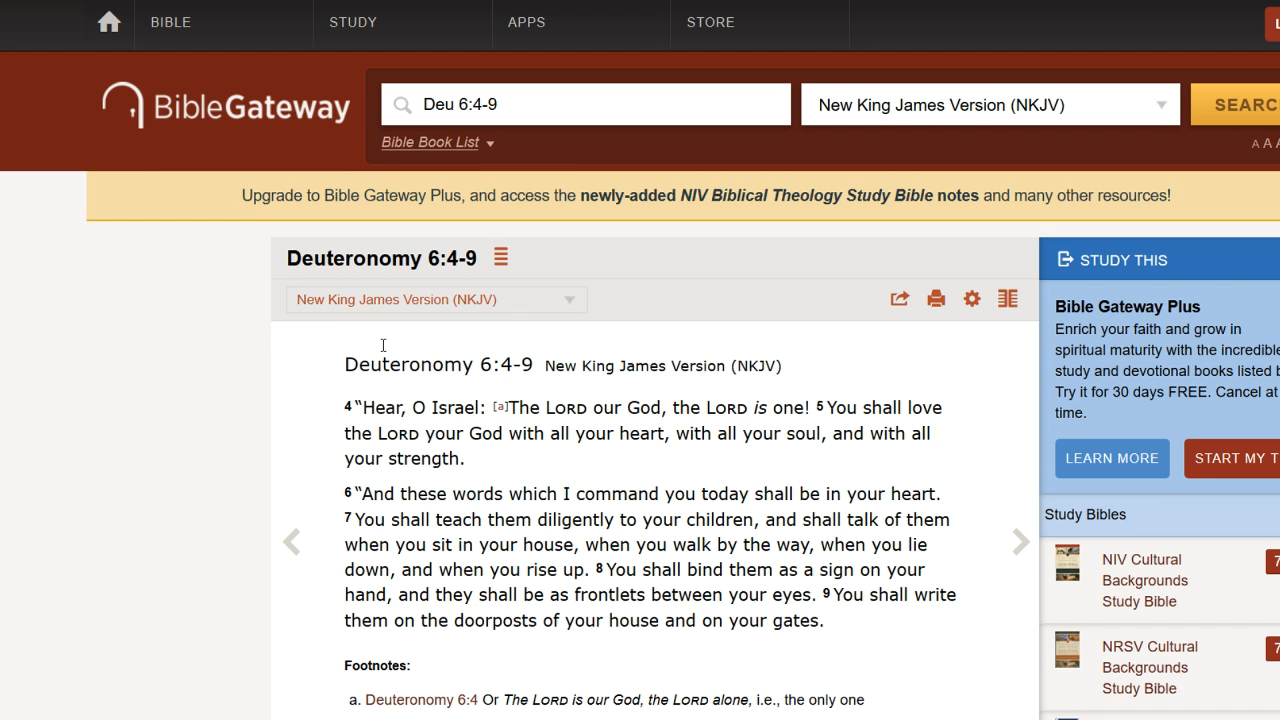 BIBLE STUDY APPS STORE
BibleGateway
Deu 6:4-9
New King James Version (NKJV)
Bible Book List
A A
Upgrade to Bible Gateway Plus, and access the newly-added NIV Biblical Theology Study Bible notes and many other resources!
Deuteronomy 6:4-9
New King James Version (NKJV)
Deuteronomy 6:4-9 New King James Version (NKJV)
4 “Hear, O Israel: [a]The LORD our God, the LORD is one! 5 You shall love
the LORD your God with all your heart, with all your soul, and with all
your strength.
6 “And these words which I command you today shall be in your heart.
7 You shall teach them diligently to your children, and shall talk of them
when you sit in your house, when you walk by the way, when you lie
down, and when you rise up. 8 You shall bind them as a sign on your
hand, and they shall be as frontlets between your eyes. 9 You shall write
them on the doorposts of your house and on your gates.
Footnotes:
a. Deuteronomy 6:4 Or The LORD is our God, the LORD alone, i.e., the only one
STUDY THIS
Bible Gateway Plus
Enrich your faith and grow in
spiritual maturity with the incredible
study and devotional books listed
Try it for 30 days FREE. Cancel at
time.
LEARN MORE
START MY
Study Bibles
NIV Cultural
Backgrounds
Study Bible
NRSV Cultural
Backgrounds
Study Bible